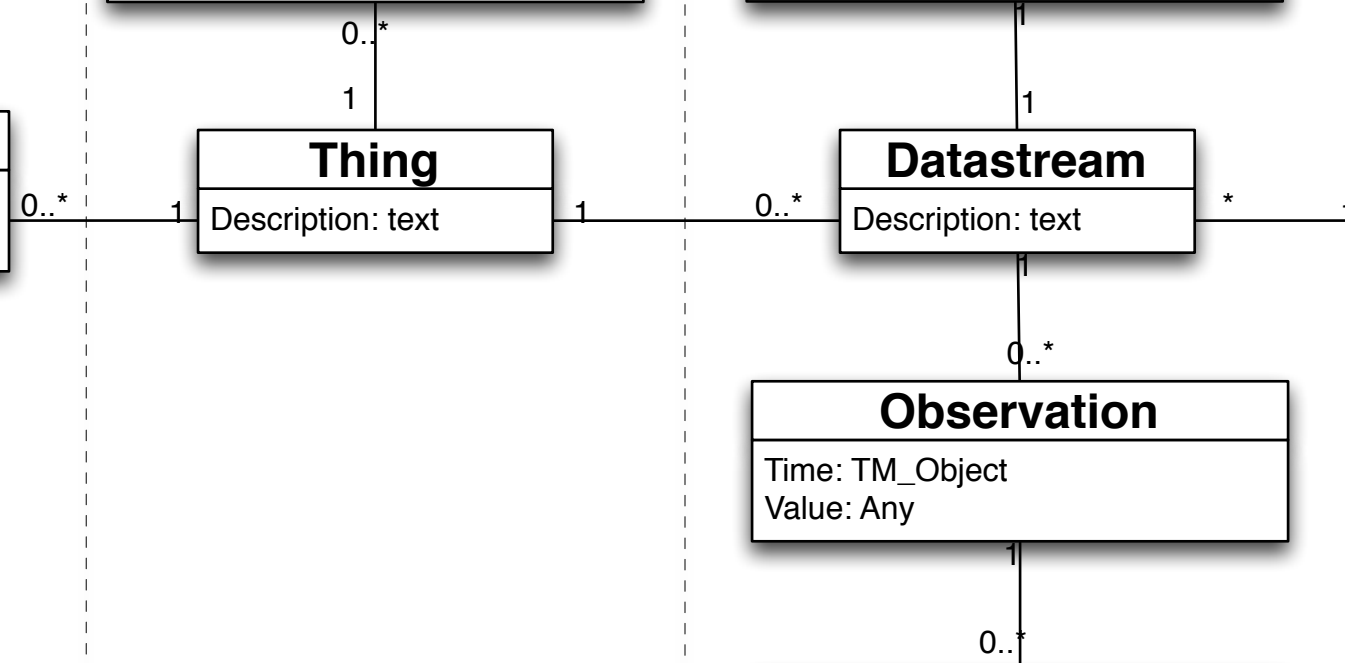 1
0..*
1
1
Thing
Datastream
0..*
1
Description: text
1
0..*
Description: text
*
1
0..*
Observation
Time: TM_Object
Value: Any
1
0..*